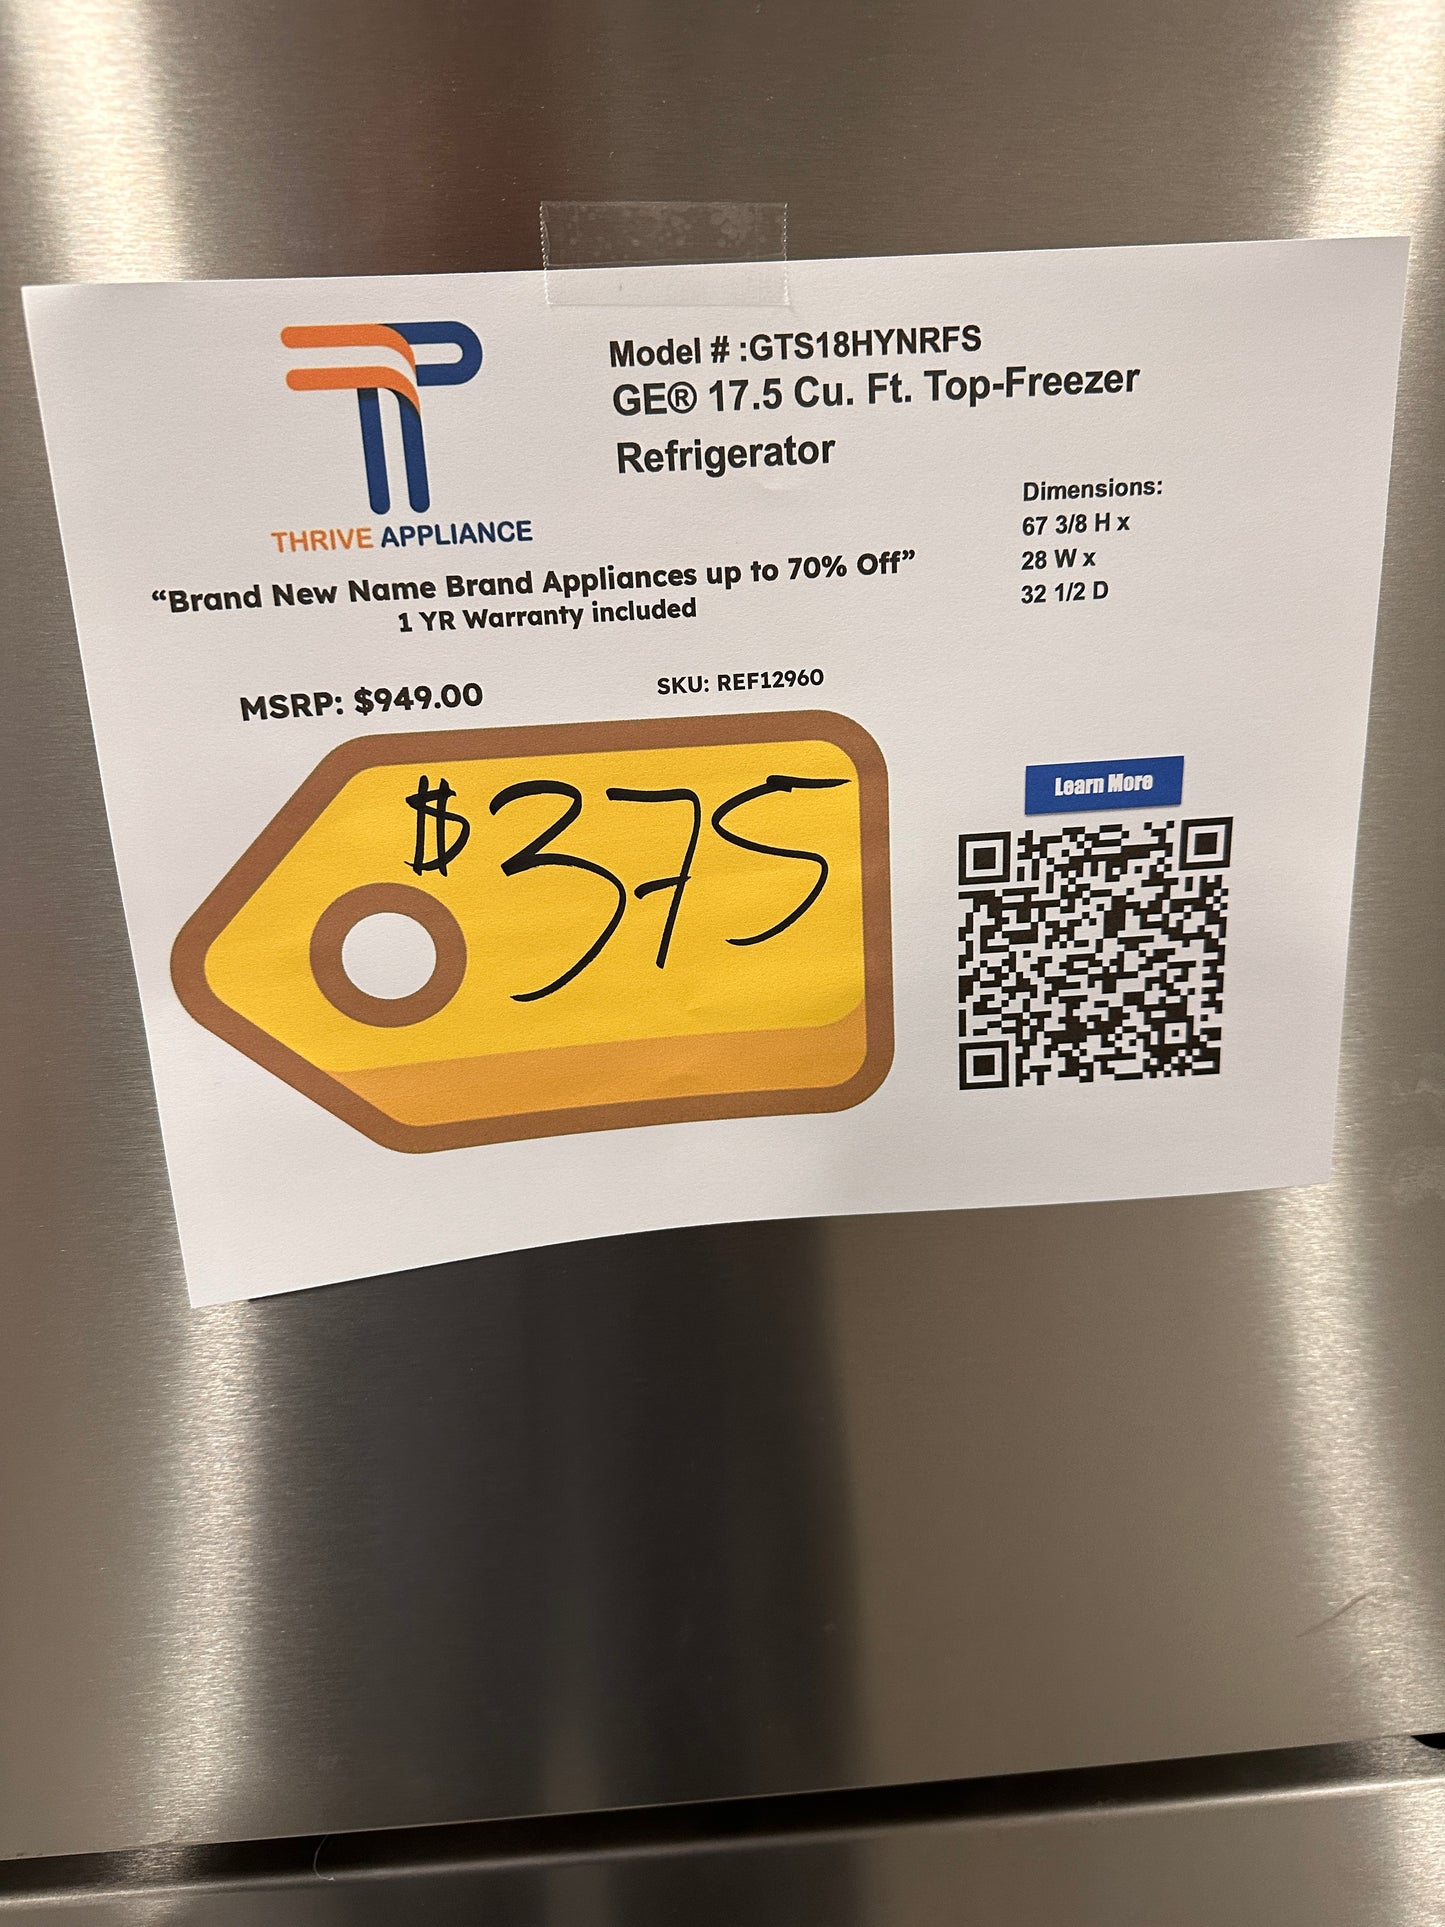 Model # :GTS18HYNRFS
GE® 17.5 Cu. Ft. Top-Freezer
Refrigerator
THRIVE APPLIANCE
Dimensions:
67 3/8 H x
28 W x
32 1/2 D
“Brand New Name Brand Appliances up to 70% Off”
1 YR Warranty included
MSRP: $949.00
SKU: REF12960
$375
Learn More